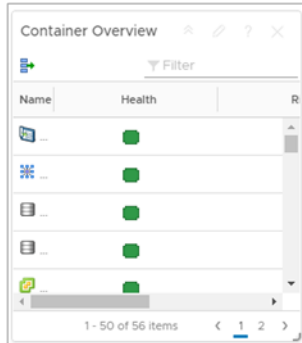 Container Overview ?
Filter
Name Health R
...
...
...
...
...
1 - 50 of 56 items 1 2